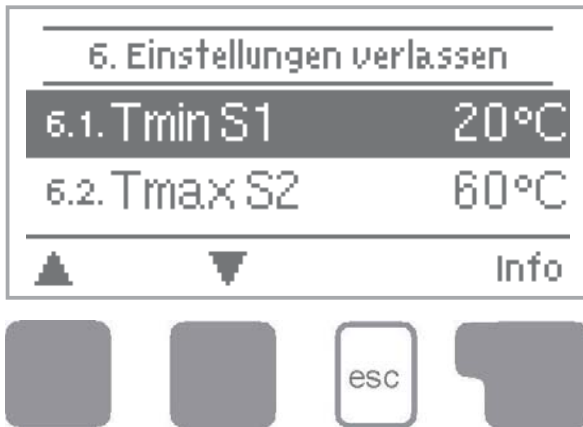 6. Einstellungen verlassen
6.1. Tmin S1 20°C
6.2. Tmax S2 60°C
Info
esc